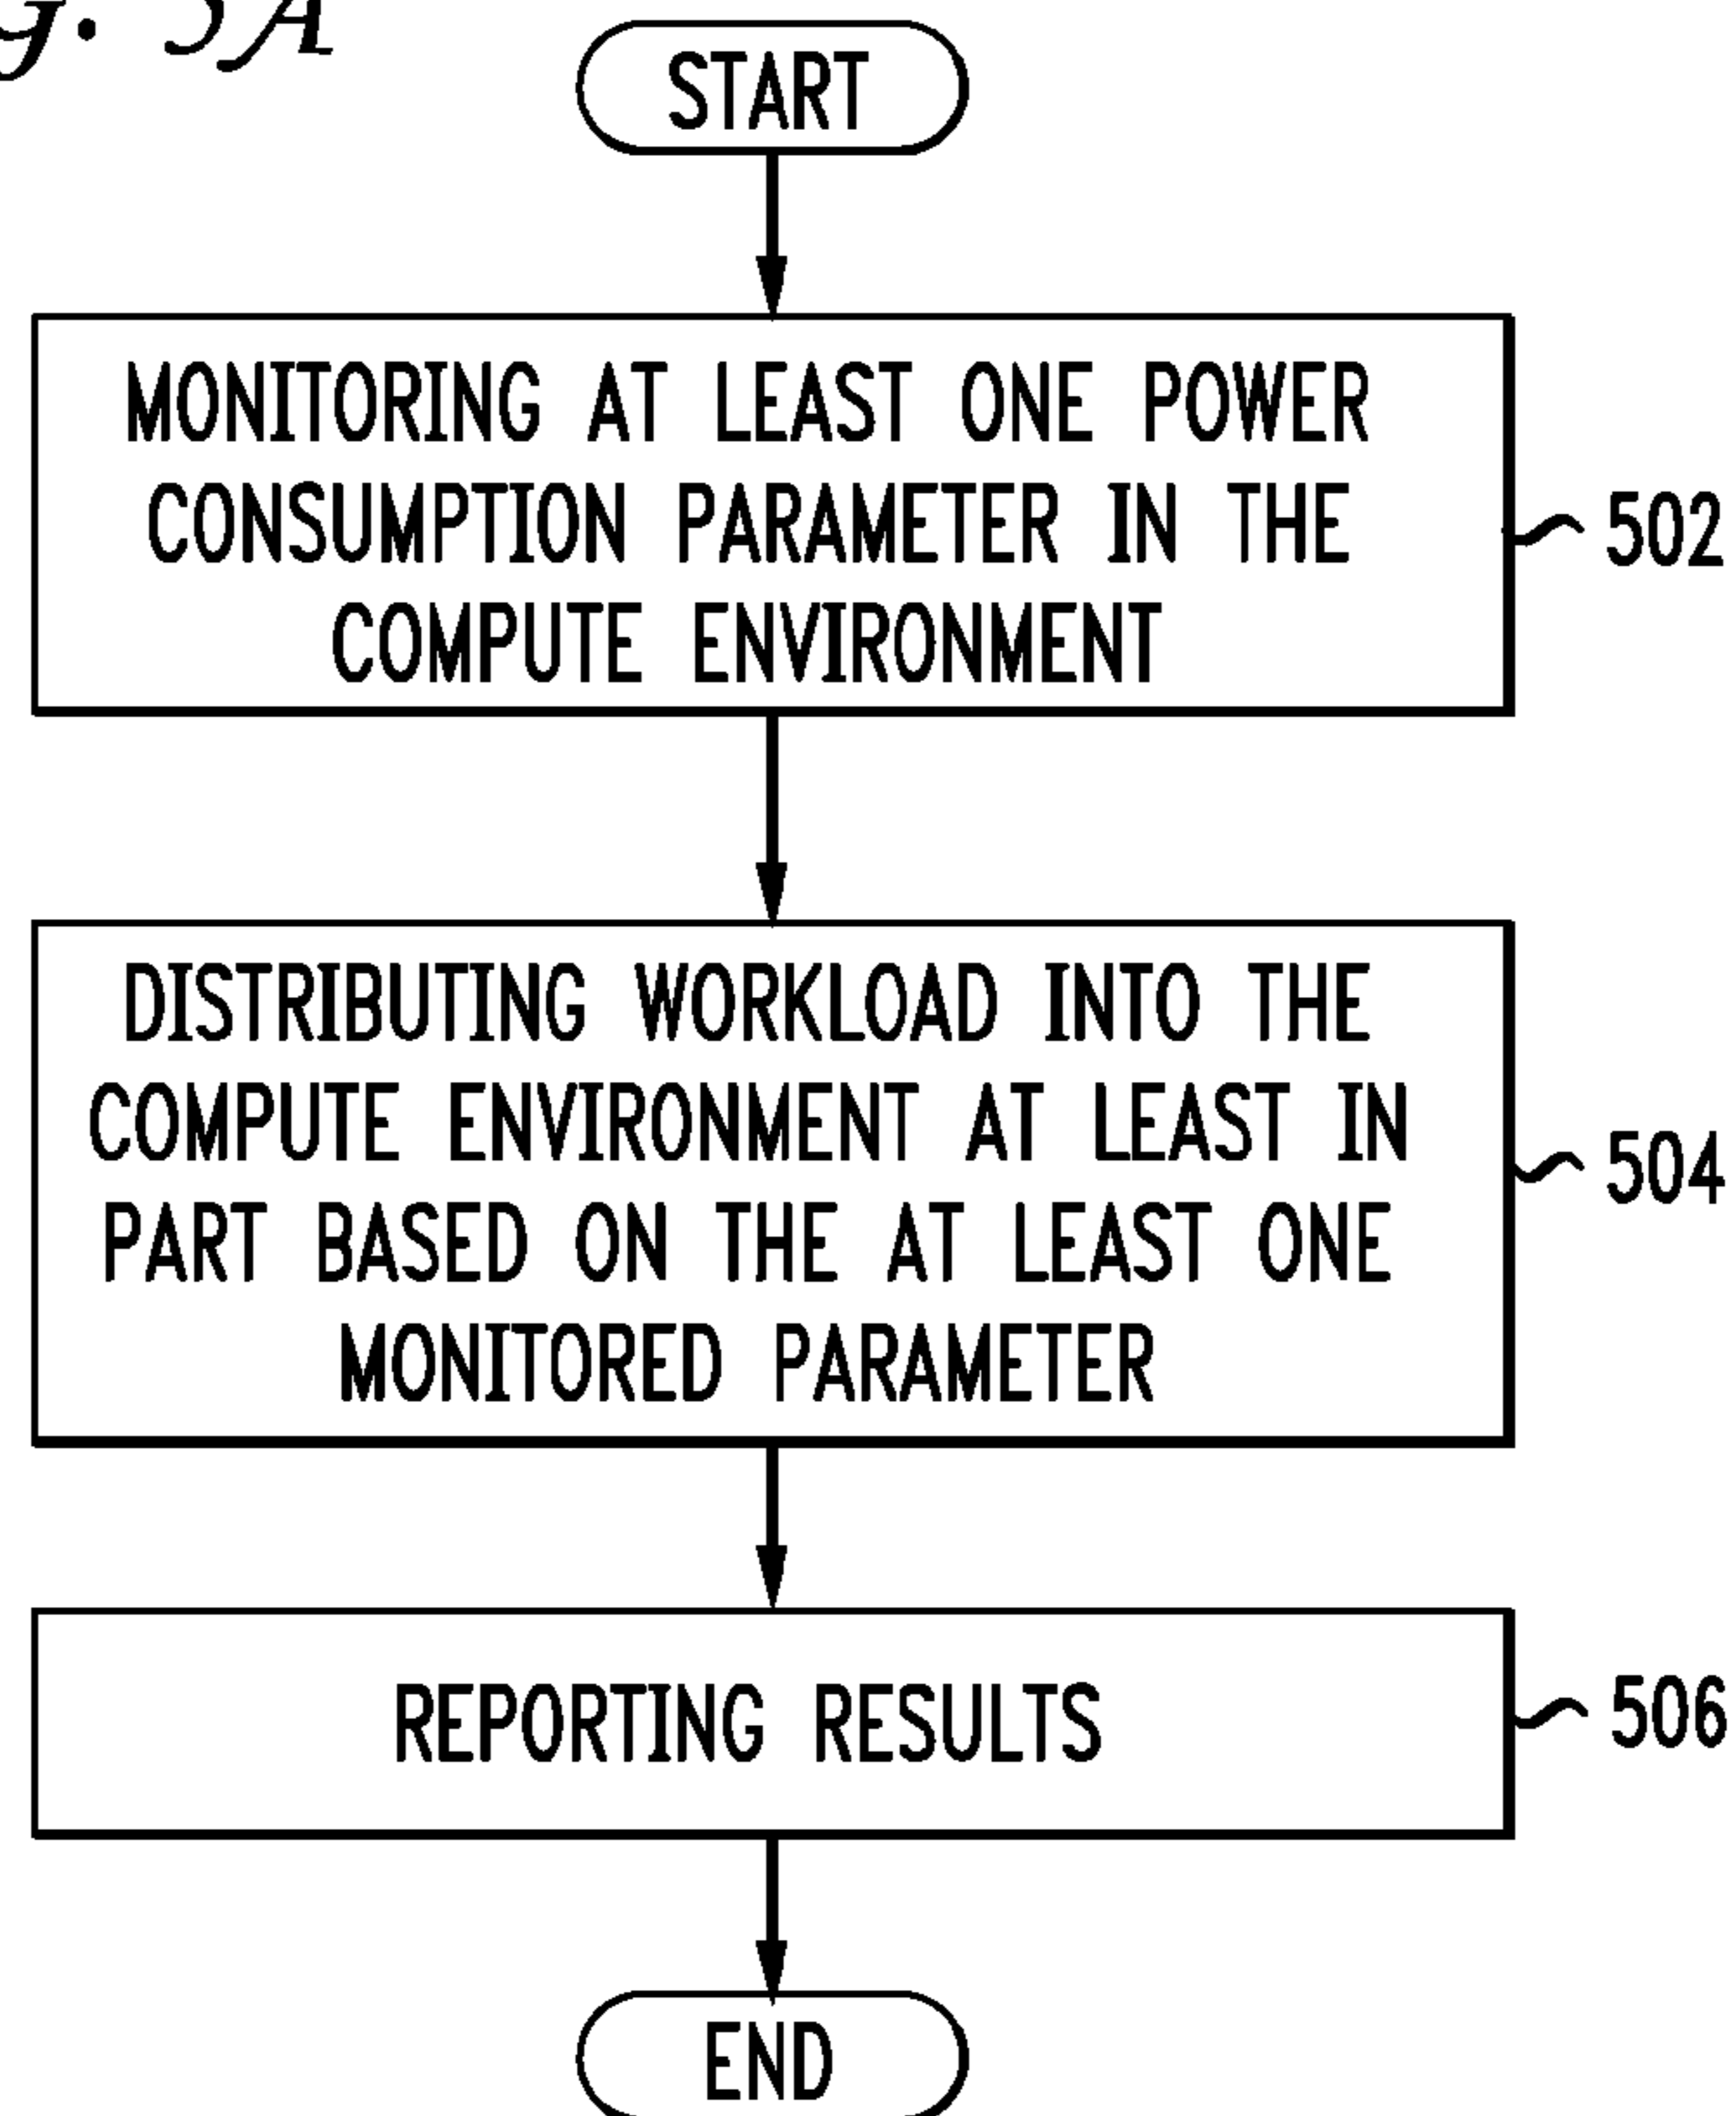 START
MONITORING AT LEAST ONE POWER
CONSUMPTION PARAMETER IN THE
COMPUTE ENVIRONMENT
502
DISTRIBUTING WORKLOAD INTO THE
COMPUTE ENVIRONMENT AT LEAST IN
PART BASED ON THE AT LEAST ONE
MONITORED PARAMETER
504
REPORTING RESULTS
506
END